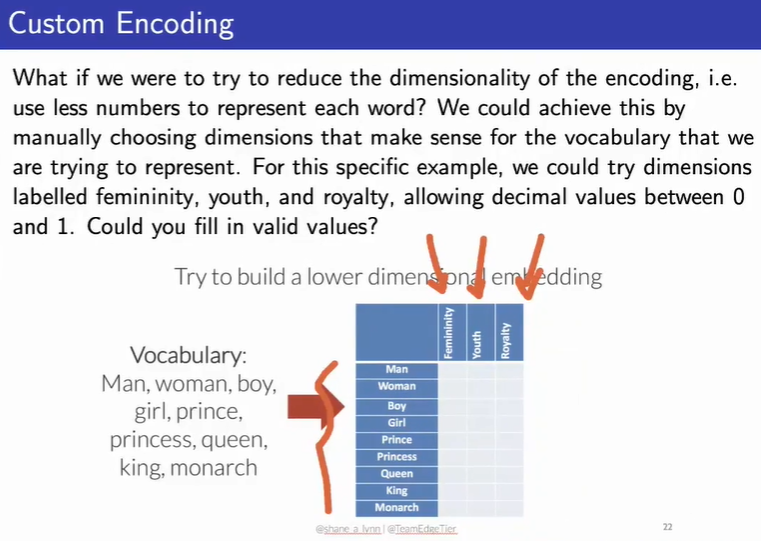 Custom Encoding
What if we were to try to reduce the dimensionality of the encoding, i.e.
use less numbers to represent each word? We could achieve this by
manually choosing dimensions that make sense for the vocabulary that we
are trying to represent. For this specific example, we could try dimensions
labelled femininity, youth, and royalty, allowing decimal values between 0
and 1. Could you fill in valid values?
Try to build a lower dimensional embedding
Vocabulary:
Man, woman, boy,
girl, prince,
princess, queen,
king, monarch
Femininity
Youth
Royalty
Man
Woman
Boy
Girl
Prince
Princess
Queen
King
Monarch
@shane_a_lynn | @TeamEdgeTier
22